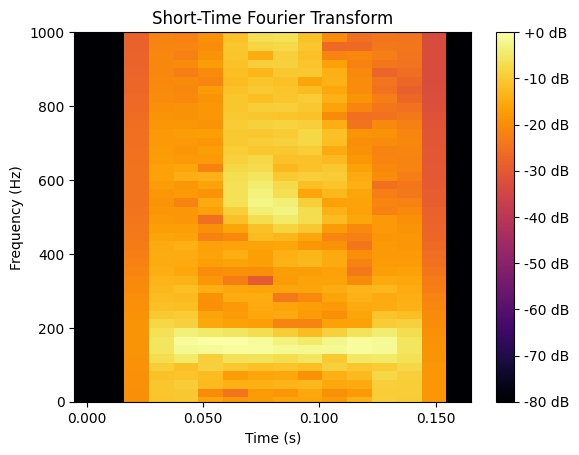 Short-Time Fourier Transform
1000
800
600
400
200
0
Frequency (Hz)
0.000
0.050
0.100
0.150
Time (s)
+0 dB
-10 dB
-20 dB
-30 dB
-40 dB
-50 dB
-60 dB
-70 dB
-80 dB